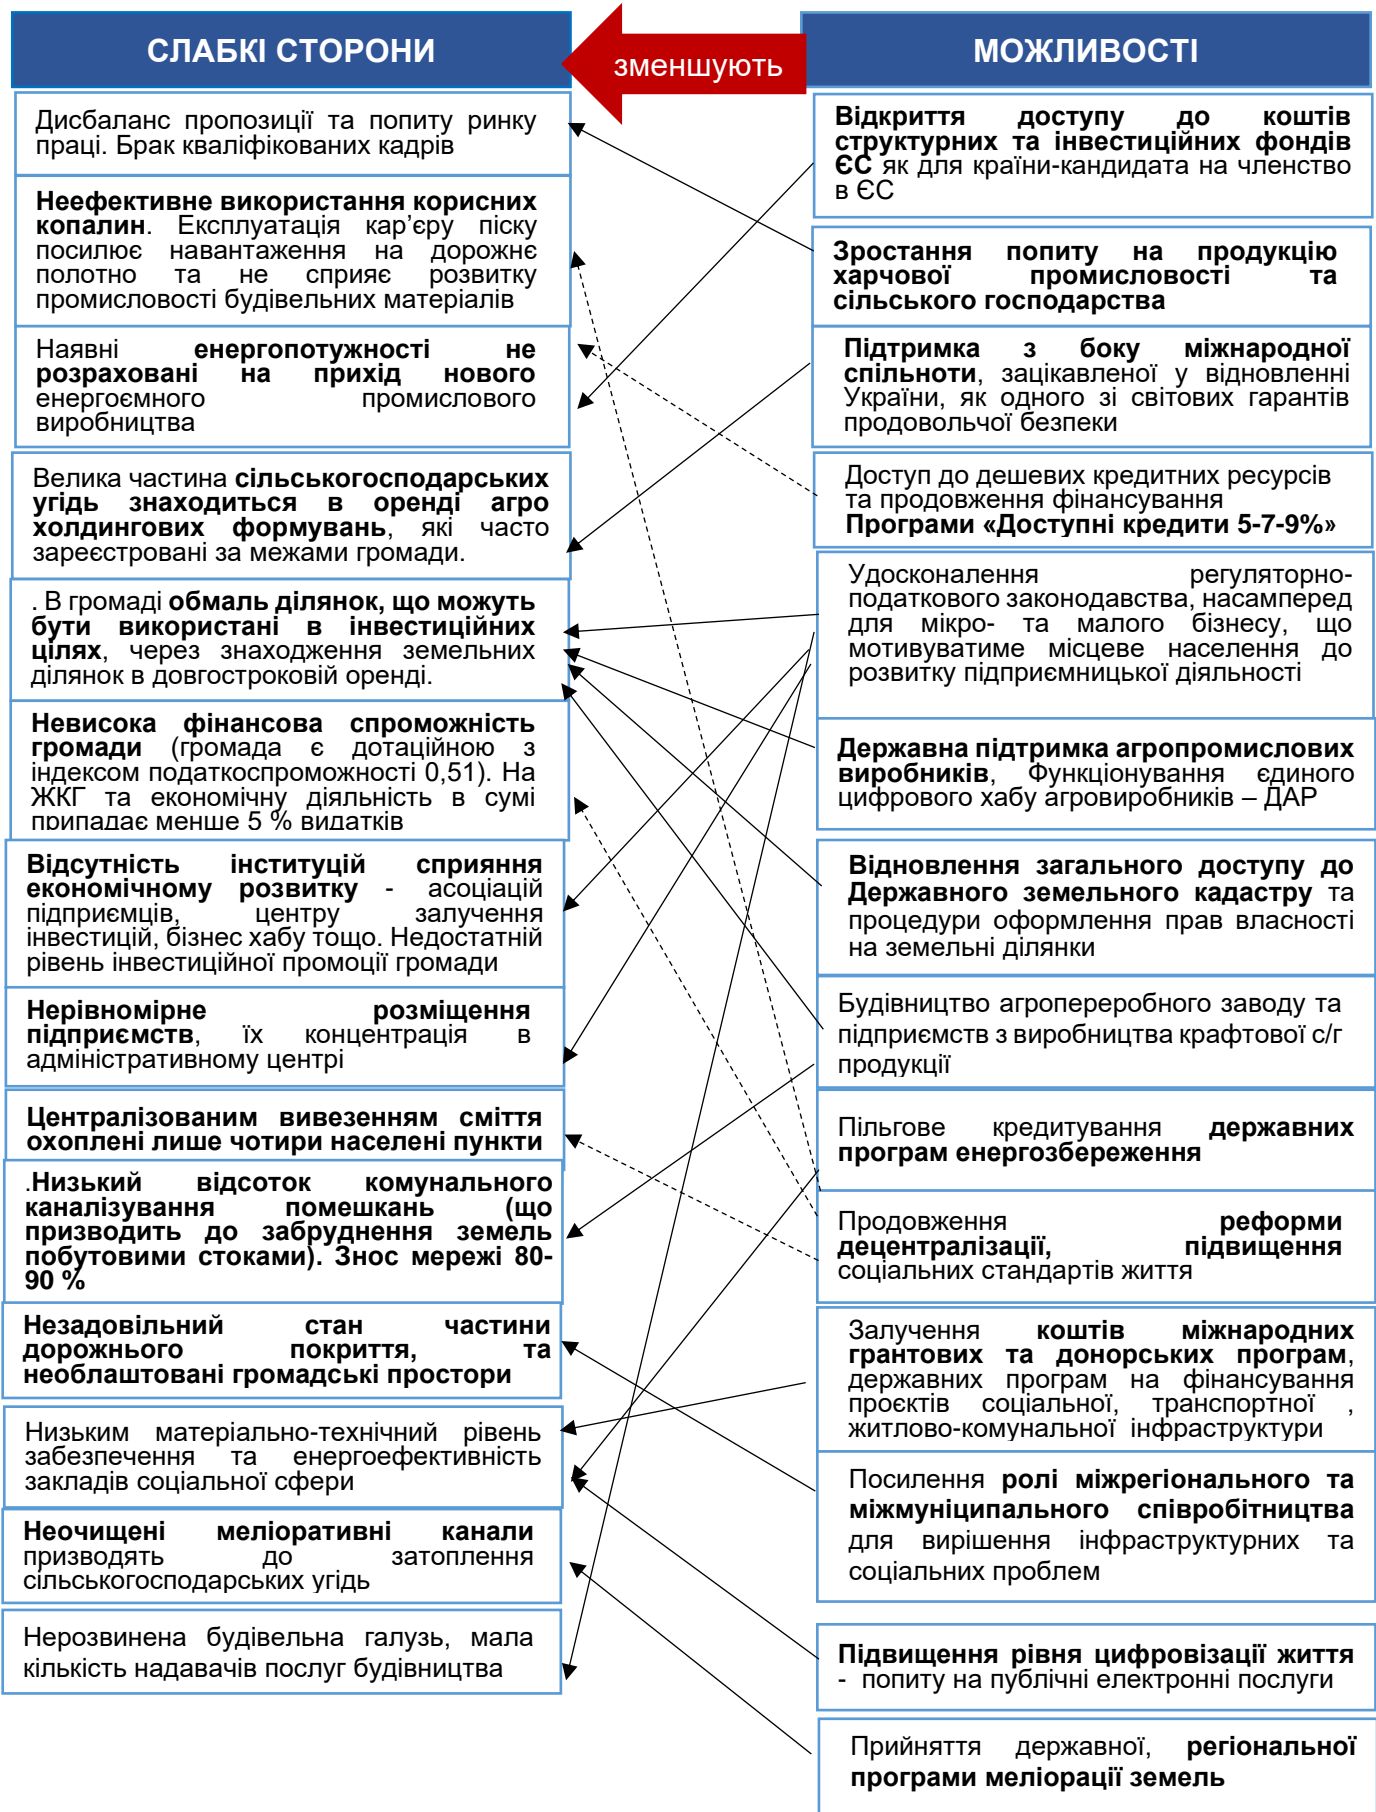 СЛАБКІ СТОРОНИ
зменшують
МОЖЛИВОСТІ
Дисбаланс пропозиції та попиту ринку
праці. Брак кваліфікованих кадрів
Неефективне використання корисних
копалин. Експлуатація кар’єру піску
посилює навантаження на дорожнє
полотно та не сприяє розвитку
промисловості будівельних матеріалів
Наявні енергопотужності не
розраховані на прихід нового
енергоємного промислового
виробництва
Велика частина сільськогосподарських
угідь знаходиться в оренді агро
холдингових формувань, які часто
зареєстровані за межами громади.
. В громаді обмаль ділянок, що можуть
бути використані в інвестиційних
цілях, через знаходження земельних
ділянок в довгостроковій оренді.
Невисока фінансова спроможність
громади (громада є дотаційною з
індексом податкоспроможності 0,51). На
ЖКГ та економічну діяльність в сумі
припадає менше 5 % видатків
Відсутність інституцій сприяння
економічному розвитку - асоціацій
підприємців, центру залучення
інвестицій, бізнес хабу тощо. Недостатній
рівень інвестиційної промоції громади
Нерівномірне розміщення
підприємств, їх концентрація в
адміністративному центрі
Централізованим вивезенням сміття
охоплені лише чотири населені пункти
.Низький відсоток комунального
каналізування помешкань (що
призводить до забруднення земель
побутовими стоками). Знос мережі 80-
90 %
Незадовільний стан частини
дорожнього покриття, та
необлаштовані громадські простори
Низьким матеріально-технічний рівень
забезпечення та енергоефективність
закладів соціальної сфери
Неочищені меліоративні канали
призводять до затоплення
сільськогосподарських угідь
Нерозвинена будівельна галузь, мала
кількість надавачів послуг будівництва
Відкриття доступу до коштів
структурних та інвестиційних фондів
ЄС як для країни-кандидата на членство
в ЄС
Зростання попиту на продукцію
харчової промисловості та
сільського господарства
Підтримка з боку міжнародної
спільноти, зацікавленої у відновленні
України, як одного зі світових гарантів
продовольчої безпеки
Доступ до дешевих кредитних ресурсів
та продовження фінансування
Програми «Доступні кредити 5-7-9%»
Удосконалення регуляторно-
податкового законодавства, насамперед
для мікро- та малого бізнесу, що
мотивуватиме місцеве населення до
розвитку підприємницької діяльності
Державна підтримка агропромислових
виробників, Функціонування єдиного
цифрового хабу агровиробників – ДАР
Відновлення загального доступу до
Державного земельного кадастру та
процедури оформлення прав власності
на земельні ділянки
Будівництво агропереробного заводу та
підприємств з виробництва крафтової с/г
продукції
Пільгове кредитування державних
програм енергозбереження
Продовження реформи
децентралізації, підвищення
соціальних стандартів життя
Залучення коштів міжнародних
грантових та донорських програм,
державних програм на фінансування
проєктів соціальної, транспортної ,
житлово-комунальної інфраструктури
Посилення ролі міжрегіонального та
міжмуніципального співробітництва
для вирішення інфраструктурних та
соціальних проблем
Підвищення рівня цифровізації життя
- попиту на публічні електронні послуги
Прийняття державної, регіональної
програми меліорації земель